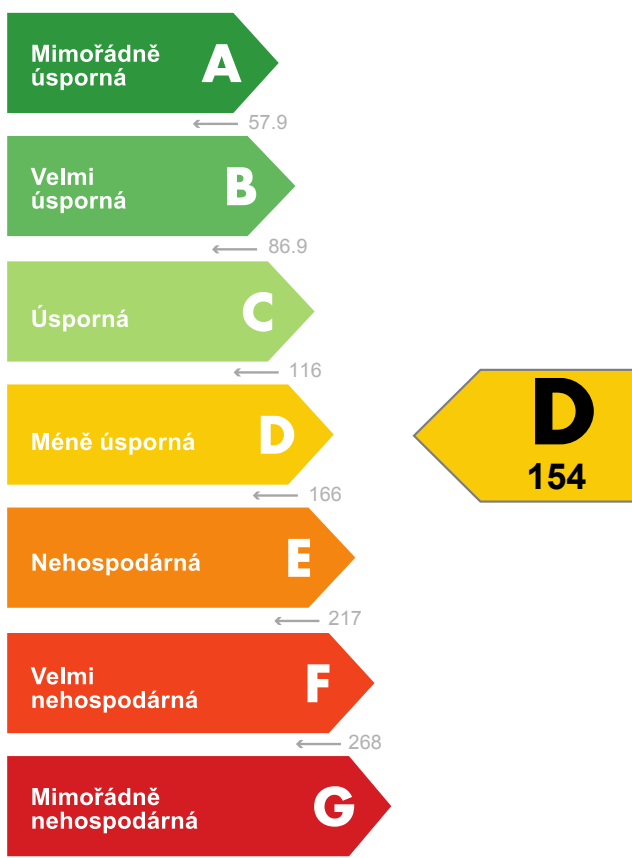 Mimořádně
úsporná
A
← 57.9
Velmi
úsporná
B
← 86.9
Úsporná
C
← 116
Méně úsporná
D
D
154
← 166
Nehospodárná
E
← 217
Velmi
nehospodárná
F
← 268
Mimořádně
nehospodárná
G